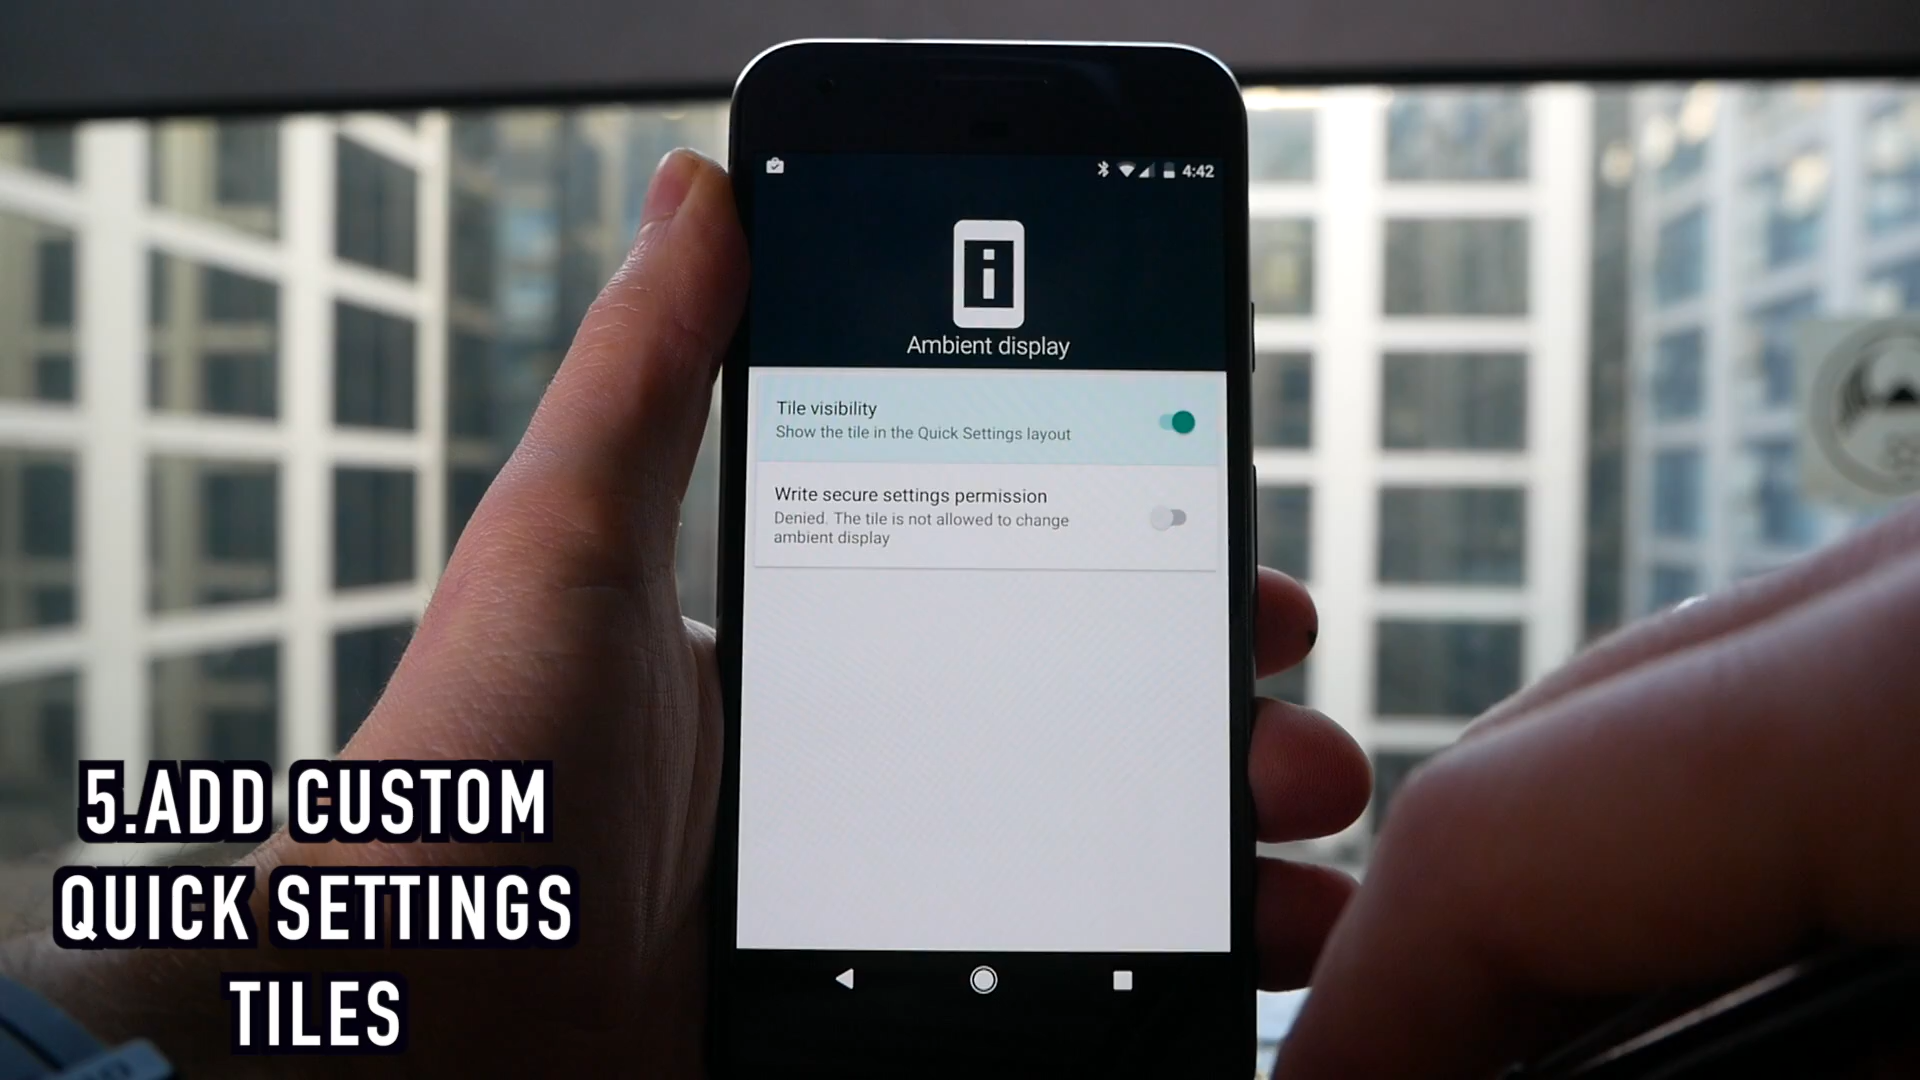 4:42
Ambient display
Tile visibility
Show the tile in the Quick Settings layout
Write secure settings permission
Denied. The tile is not allowed to change
ambient display
5.ADD CUSTOM
QUICK SETTINGS
TILES